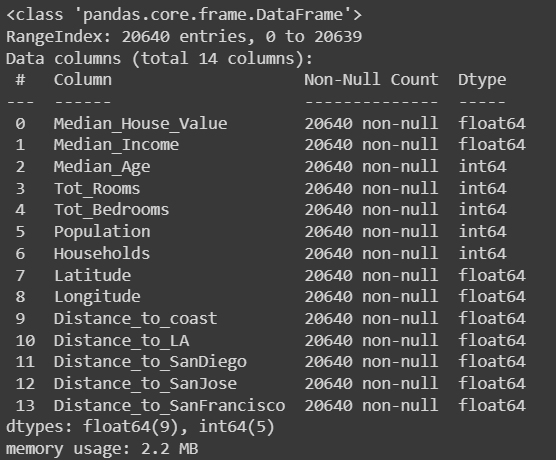 <class 'pandas.core.frame.DataFrame'>
RangeIndex: 20640 entries, 0 to 20639
Data columns (total 14 columns):
 #   Column                    Non-Null Count  Dtype
---  ------                    --------------  -----
 0   Median_House_Value        20640 non-null  float64
 1   Median_Income             20640 non-null  float64
 2   Median_Age                20640 non-null  int64
 3   Tot_Rooms                 20640 non-null  int64
 4   Tot_Bedrooms              20640 non-null  int64
 5   Population                20640 non-null  int64
 6   Households                20640 non-null  int64
 7   Latitude                  20640 non-null  float64
 8   Longitude                 20640 non-null  float64
 9   Distance_to_coast         20640 non-null  float64
 10  Distance_to_LA            20640 non-null  float64
 11  Distance_to_SanDiego      20640 non-null  float64
 12  Distance_to_SanJose       20640 non-null  float64
 13  Distance_to_SanFrancisco  20640 non-null  float64
dtypes: float64(9), int64(5)
memory usage: 2.2 MB